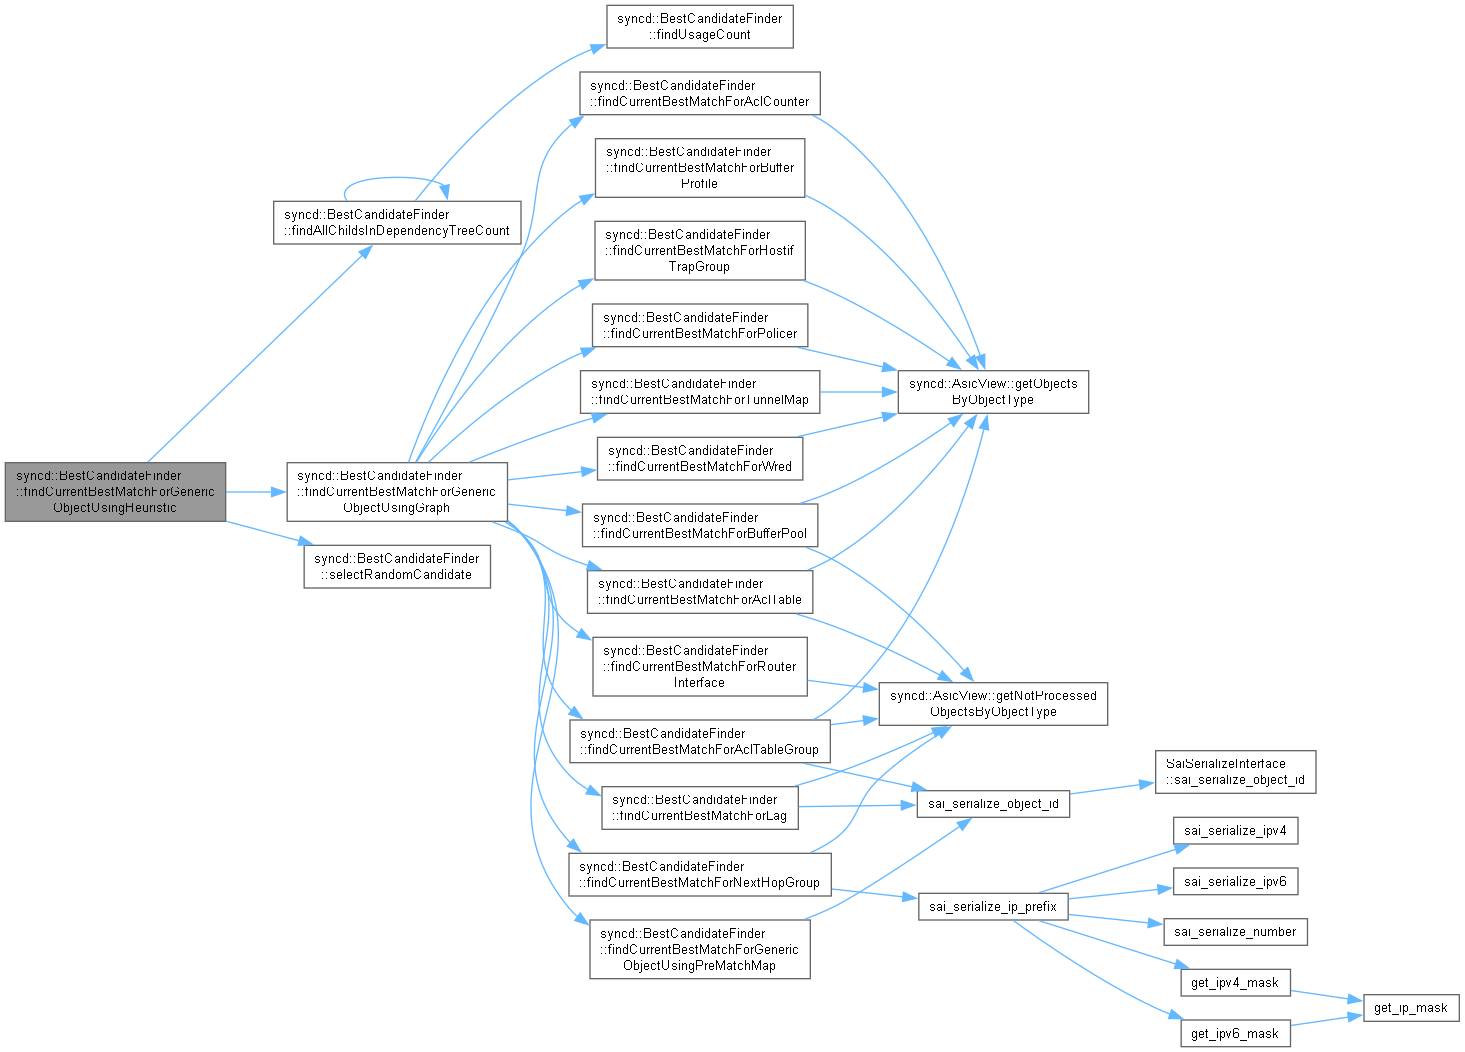 syncd::BestCandidateFinder
::findUsageCount
syncd::BestCandidateFinder
::findCurrentBestMatchForAclCounter
syncd::BestCandidateFinder
::findCurrentBestMatchForBuffer
Profile
syncd::BestCandidateFinder
::findAllChildsInDependencyTreeCount
syncd::BestCandidateFinder
::findCurrentBestMatchForHostif
TrapGroup
syncd::BestCandidateFinder
::findCurrentBestMatchForPolicer
syncd::BestCandidateFinder
::findCurrentBestMatchForTunnelMap
syncd::AsicView::getObjects
ByObjectType
syncd::BestCandidateFinder
::findCurrentBestMatchForWred
syncd::BestCandidateFinder
::findCurrentBestMatchForGeneric
ObjectUsingHeuristic
syncd::BestCandidateFinder
::findCurrentBestMatchForGeneric
ObjectUsingGraph
syncd::BestCandidateFinder
::findCurrentBestMatchForBufferPool
syncd::BestCandidateFinder
::selectRandomCandidate
syncd::BestCandidateFinder
::findCurrentBestMatchForAclTable
syncd::BestCandidateFinder
::findCurrentBestMatchForRouter
Interface
syncd::AsicView::getNotProcessed
ObjectsByObjectType
syncd::BestCandidateFinder
::findCurrentBestMatchForAclTableGroup
SaiSerializeInterface
::sai_serialize_object_id
syncd::BestCandidateFinder
::findCurrentBestMatchForLag
sai_serialize_object_id
sai_serialize_ipv4
syncd::BestCandidateFinder
::findCurrentBestMatchForNextHopGroup
sai_serialize_ipv6
sai_serialize_ip_prefix
sai_serialize_number
syncd::BestCandidateFinder
::findCurrentBestMatchForGeneric
ObjectUsingPreMatchMap
get_ipv4_mask
get_ip_mask
get_ipv6_mask